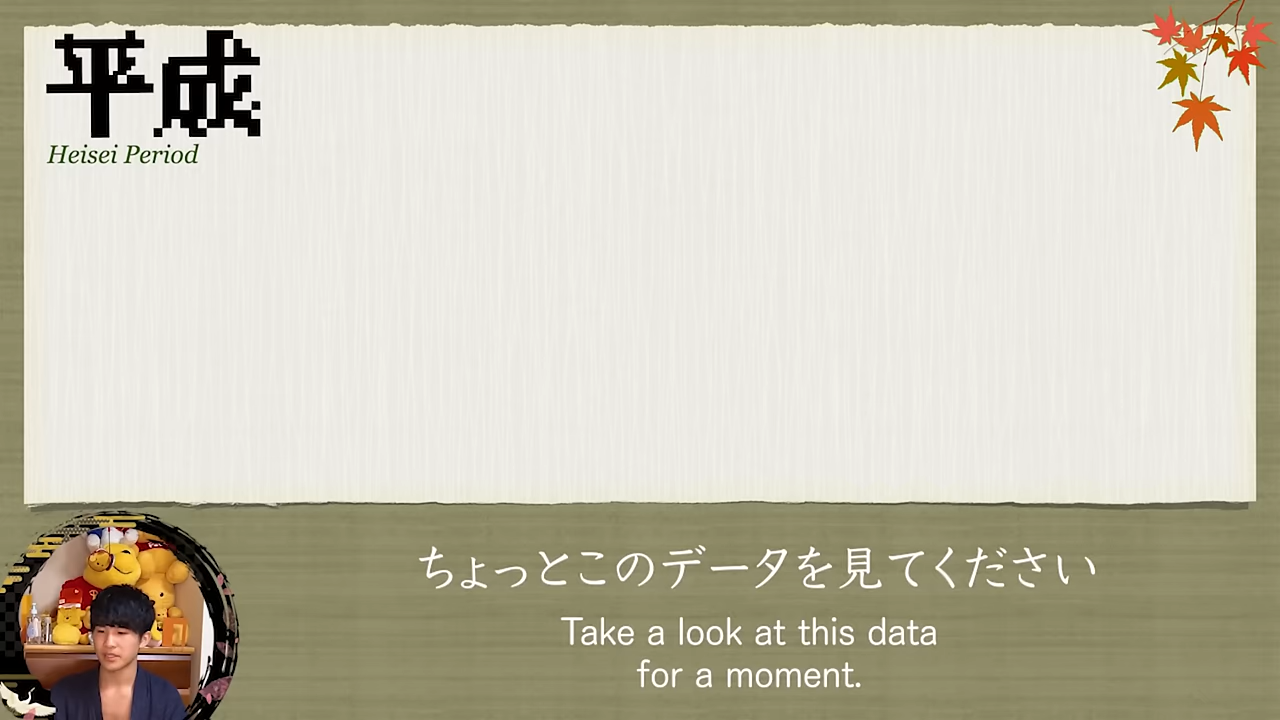 平成
Heisei Period
ちょっとこのデータを見てください
Take a look at this data
for a moment.